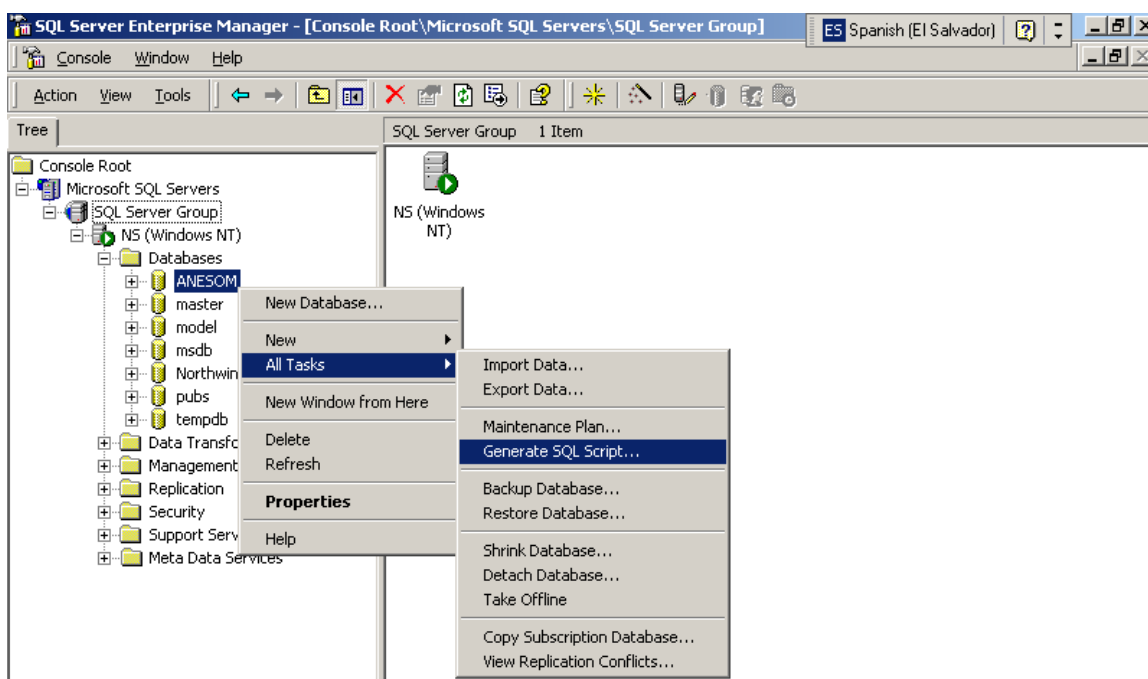 SQL Server Enterprise Manager - [Console Root\Microsoft SQL Servers\SQL Server Group]
ES Spanish (El Salvador)
Console Window Help
Action View Tools
Tree
SQL Server Group 1 Item
Console Root
Microsoft SQL Servers
SQL Server Group
NS (Windows NT)
Databases
ANESOM
master
model
msdb
Northwin
pubs
tempdb
Data Transfo
Management
Replication
Security
Support Serv
Meta Data Services
NS (Windows
NT)
New Database...
New
All Tasks
New Window from Here
Delete
Refresh
Properties
Help
Import Data...
Export Data...
Maintenance Plan...
Generate SQL Script...
Backup Database...
Restore Database...
Shrink Database...
Detach Database...
Take Offline
Copy Subscription Database...
View Replication Conflicts...